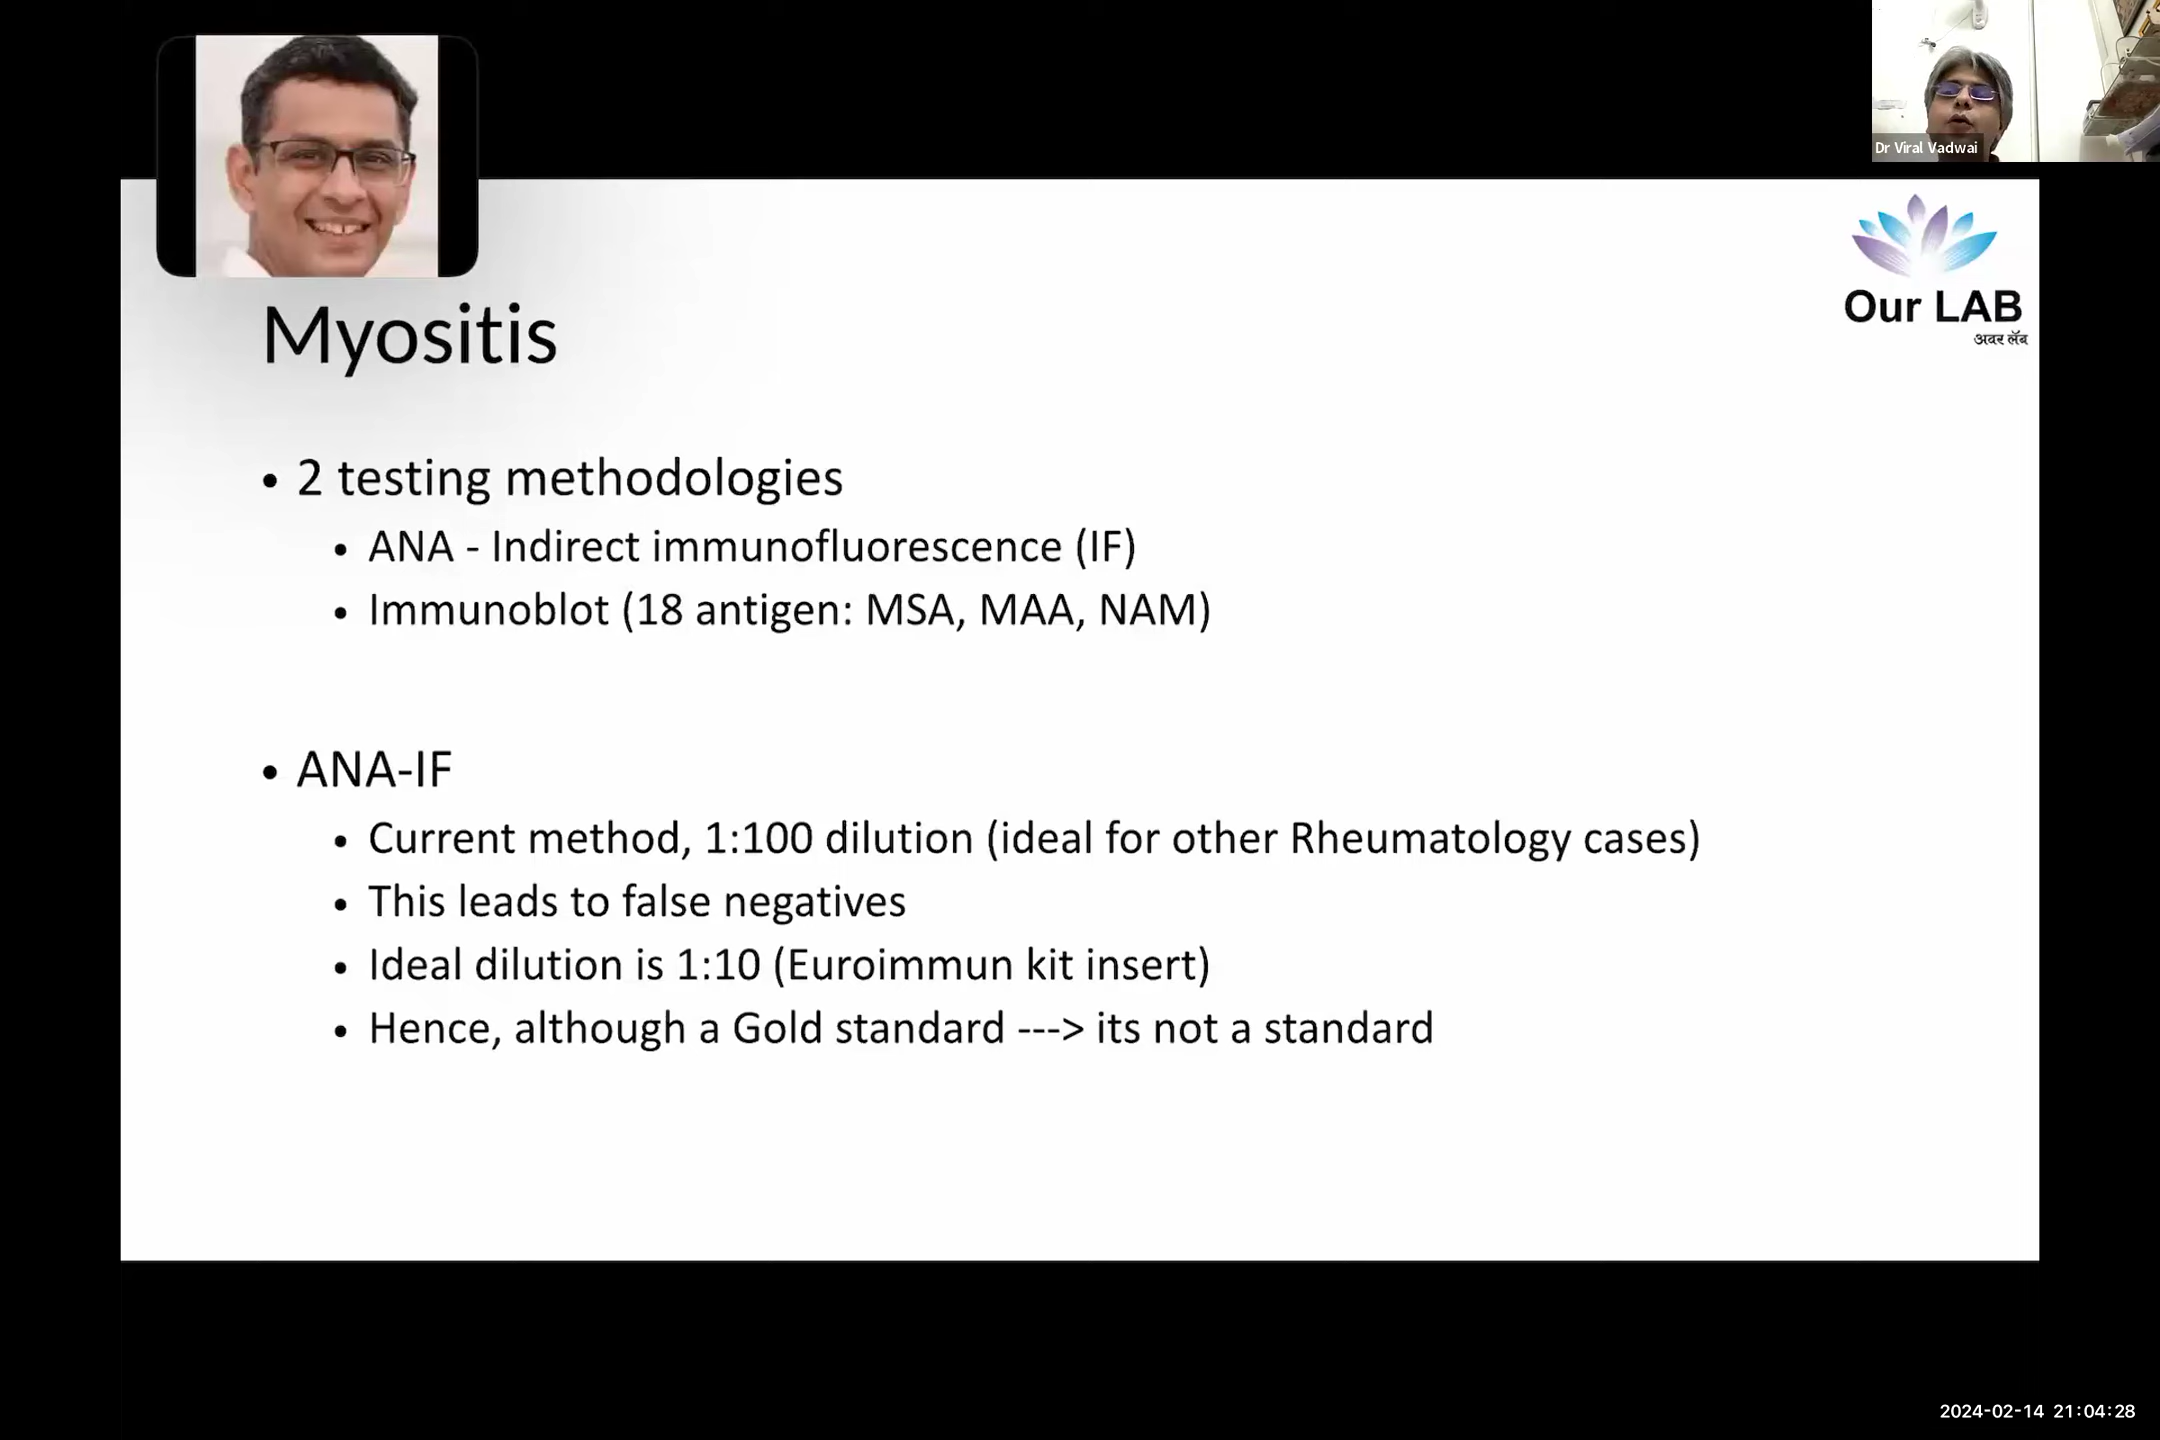 Dr Viral Vadwai
Our LAB
अवर लॅब
Myositis
• 2 testing methodologies
• ANA - Indirect immunofluorescence (IF)
• Immunoblot (18 antigen: MSA, MAA, NAM)
• ANA-IF
• Current method, 1:100 dilution (ideal for other Rheumatology cases)
• This leads to false negatives
• Ideal dilution is 1:10 (Euroimmun kit insert)
• Hence, although a Gold standard ---> its not a standard
2024-02-14 21:04:28